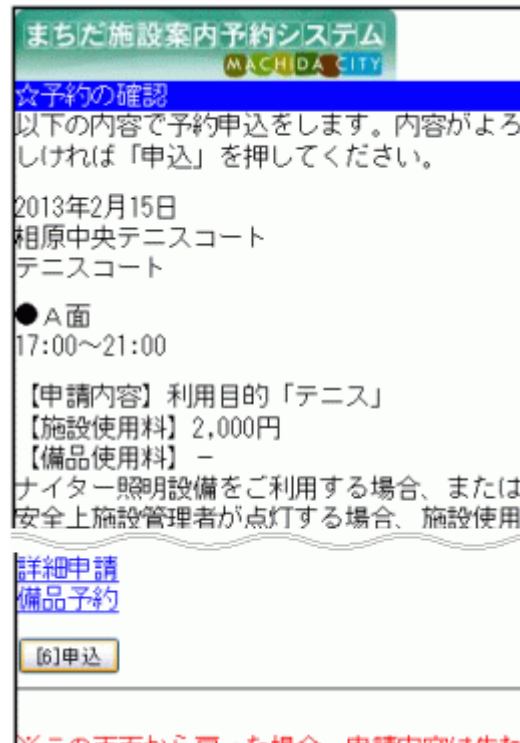 まちだ施設案内予約システム
MACHIDA CITY
☆予約の確認
以下の内容で予約申込をします。内容がよろ
しければ「申込」を押してください。
2013年2月15日
相原中央テニスコート
テニスコート
●A面
17:00～21:00
【申請内容】利用目的「テニス」
【施設使用料】2,000円
【備品使用料】－
ナイター照明設備をご利用する場合、または
安全上施設管理者が点灯する場合、施設使用
詳細申請
備品予約
[6]申込